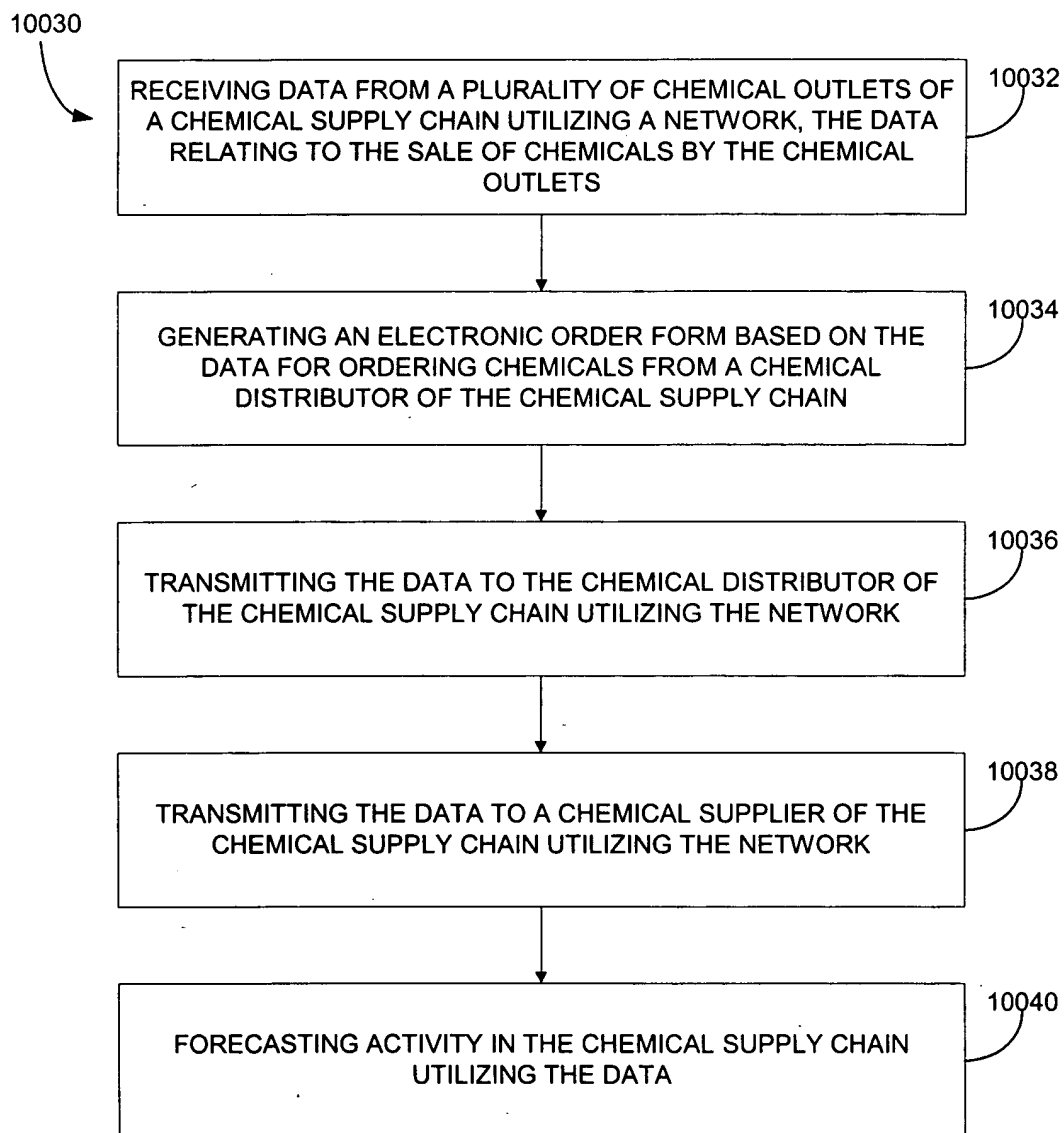 10030
10032
RECEIVING DATA FROM A PLURALITY OF CHEMICAL OUTLETS OF
A CHEMICAL SUPPLY CHAIN UTILIZING A NETWORK, THE DATA
RELATING TO THE SALE OF CHEMICALS BY THE CHEMICAL
OUTLETS
10034
GENERATING AN ELECTRONIC ORDER FORM BASED ON THE
DATA FOR ORDERING CHEMICALS FROM A CHEMICAL
DISTRIBUTOR OF THE CHEMICAL SUPPLY CHAIN
10036
TRANSMITTING THE DATA TO THE CHEMICAL DISTRIBUTOR OF
THE CHEMICAL SUPPLY CHAIN UTILIZING THE NETWORK
10038
TRANSMITTING THE DATA TO A CHEMICAL SUPPLIER OF THE
CHEMICAL SUPPLY CHAIN UTILIZING THE NETWORK
10040
FORECASTING ACTIVITY IN THE CHEMICAL SUPPLY CHAIN
UTILIZING THE DATA